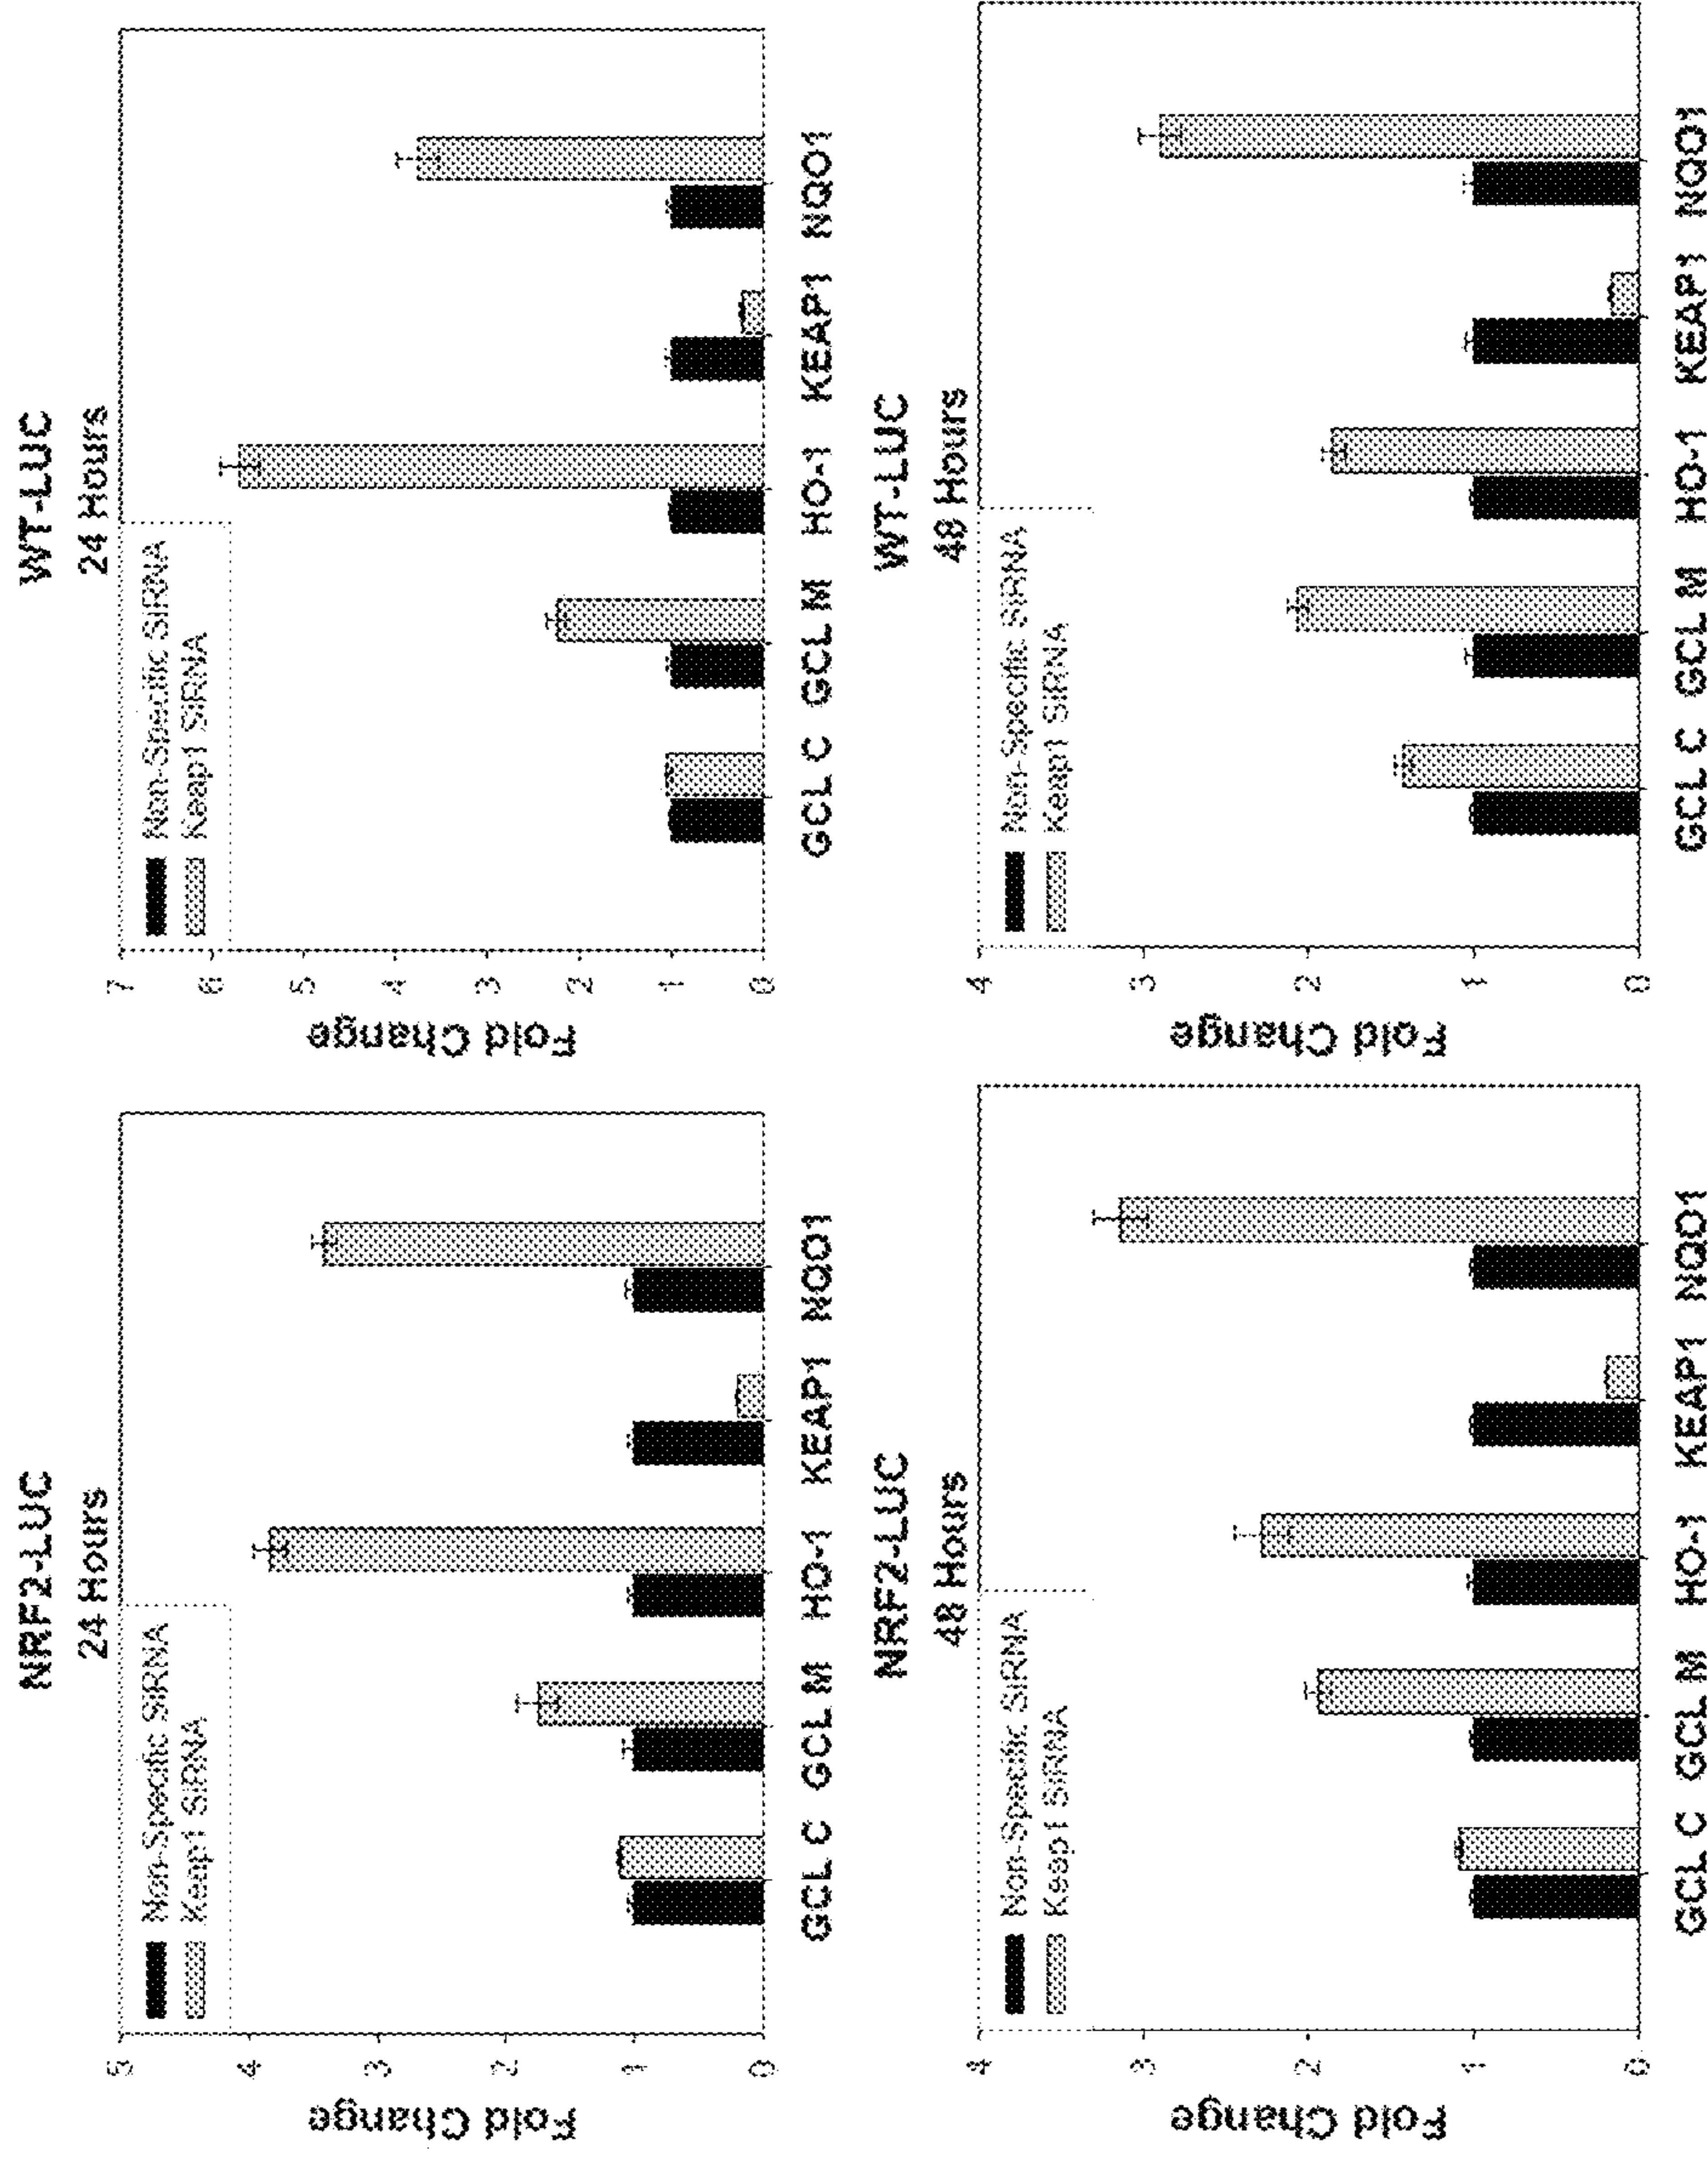 NRF2-LUC
24 Hours
Non-Specific SiRNA
Keap1 SiRNA
Fold Change
5
4
3
2
1
0
GCL C GCL M HO-1 KEAP1 NQO1
WT-LUC
24 Hours
Non-Specific SiRNA
Keap1 SiRNA
Fold Change
7
6
5
4
3
2
1
0
GCL C GCL M HO-1 KEAP1 NQO1
NRF2-LUC
48 Hours
Non-Specific SiRNA
Keap1 SiRNA
Fold Change
4
3
2
1
0
GCL C GCL M HO-1 KEAP1 NQO1
WT-LUC
48 Hours
Non-Specific SiRNA
Keap1 SiRNA
Fold Change
4
3
2
1
0
GCL C GCL M HO-1 KEAP1 NQO1